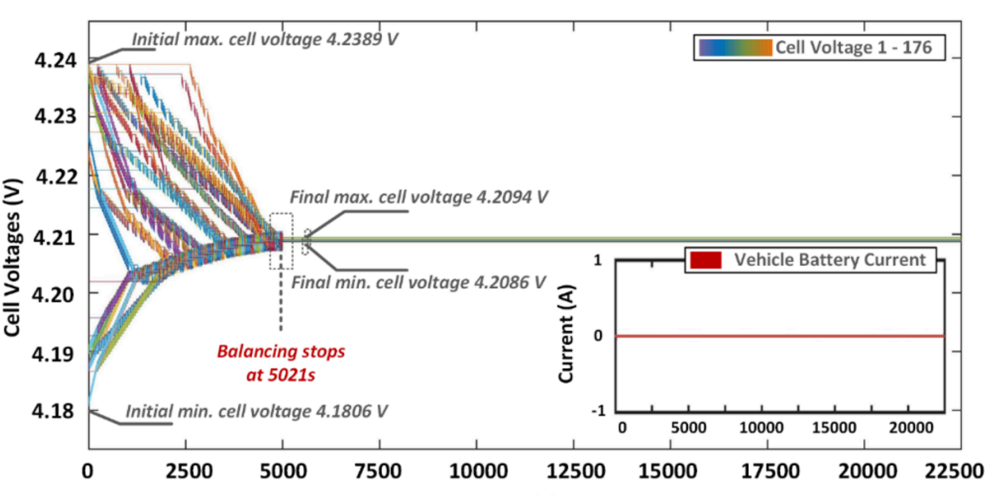 Initial max. cell voltage 4.2389 V
Cell Voltage 1 - 176
4.24
4.23
4.22
4.21
4.20
4.19
4.18
Cell Voltages (V)
Final max. cell voltage 4.2094 V
Final min. cell voltage 4.2086 V
Balancing stops
at 5021s
Initial min. cell voltage 4.1806 V
Vehicle Battery Current
Current (A)
1
0
-1
0
5000
10000
15000
20000
0
2500
5000
7500
10000
12500
15000
17500
20000
22500